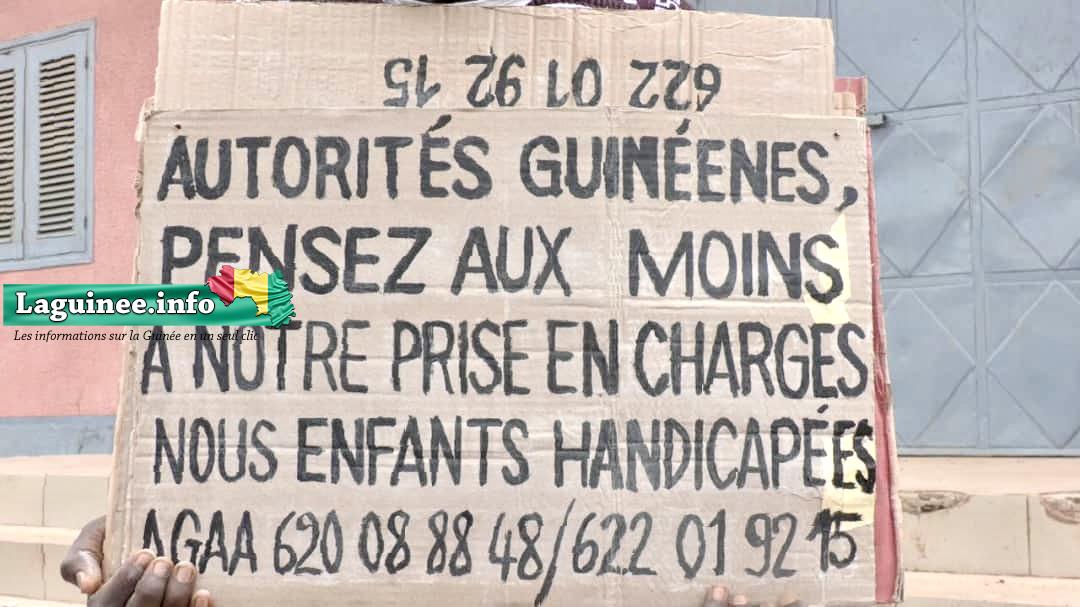 622 01 92 15
AUTORITÉS GUINÉENES,
PENSEZ AUX MOINS
A NOTRE PRISE EN CHARGES
NOUS ENFANTS HANDICAPÉES
AGAA 620 08 88 48/622 01 92 15
Laguinee.info
Les informations sur la Guinée en un seul clic